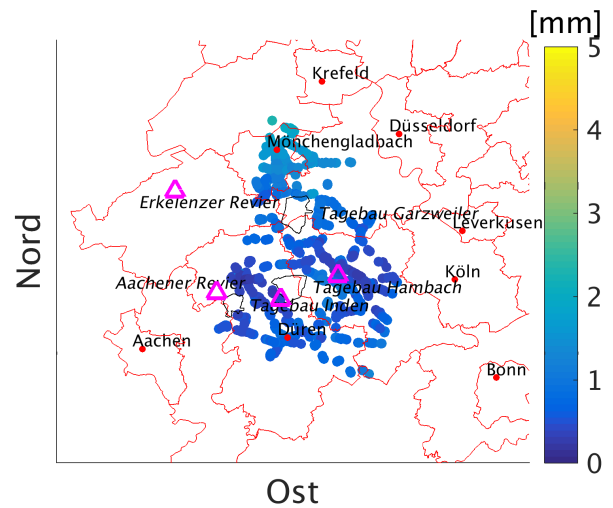 [mm]
5
Krefeld
Düsseldorf
4
Mönchengladbach
Erkelenzer Revier
Tagebau Garzweiler
3
Leverkusen
Nord
Aachener Revier
Tagebau Hambach
Köln
2
Tagebau Inden
Düren
Aachen
1
Bonn
0
Ost